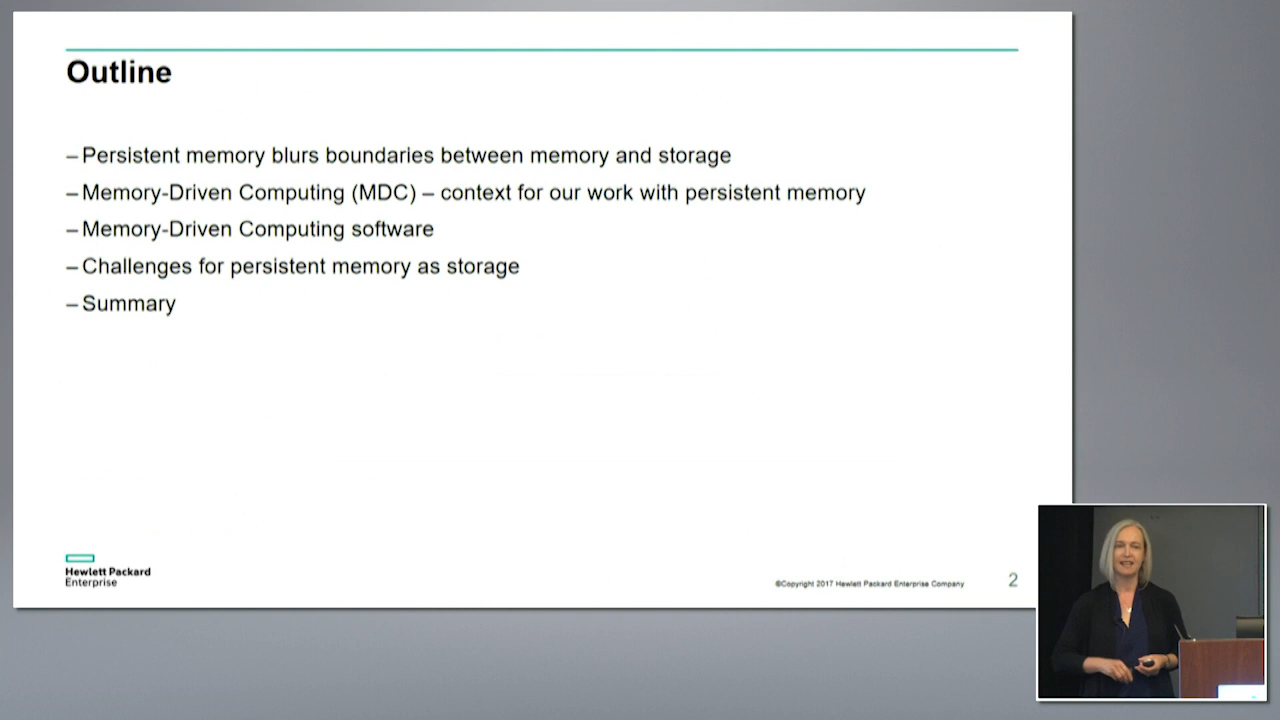 Outline
– Persistent memory blurs boundaries between memory and storage
– Memory-Driven Computing (MDC) – context for our work with persistent memory
– Memory-Driven Computing software
– Challenges for persistent memory as storage
– Summary
Hewlett Packard
Enterprise
©Copyright 2017 Hewlett Packard Enterprise Company
2